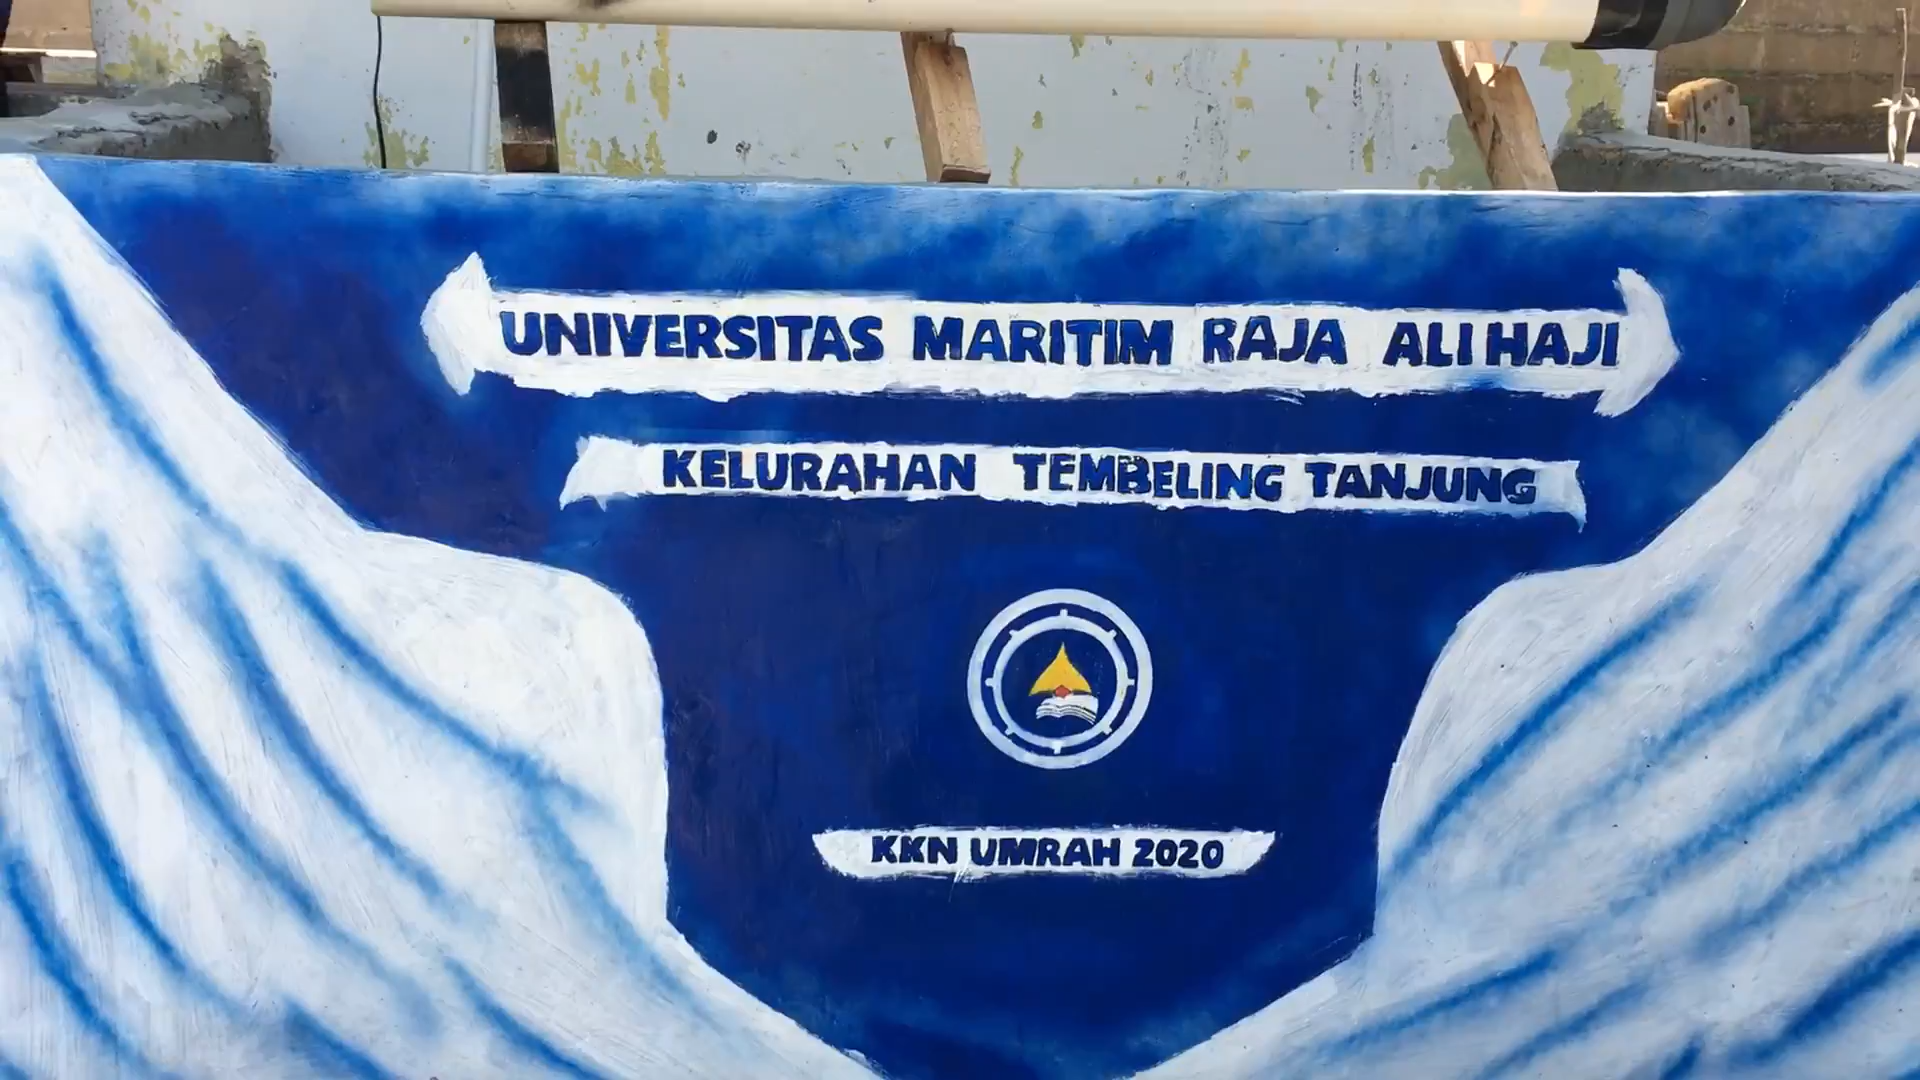 UNIVERSITAS MARITIM RAJA ALI HAJI
KELURAHAN TEMBELING TANJUNG
KKN UMRAH 2020